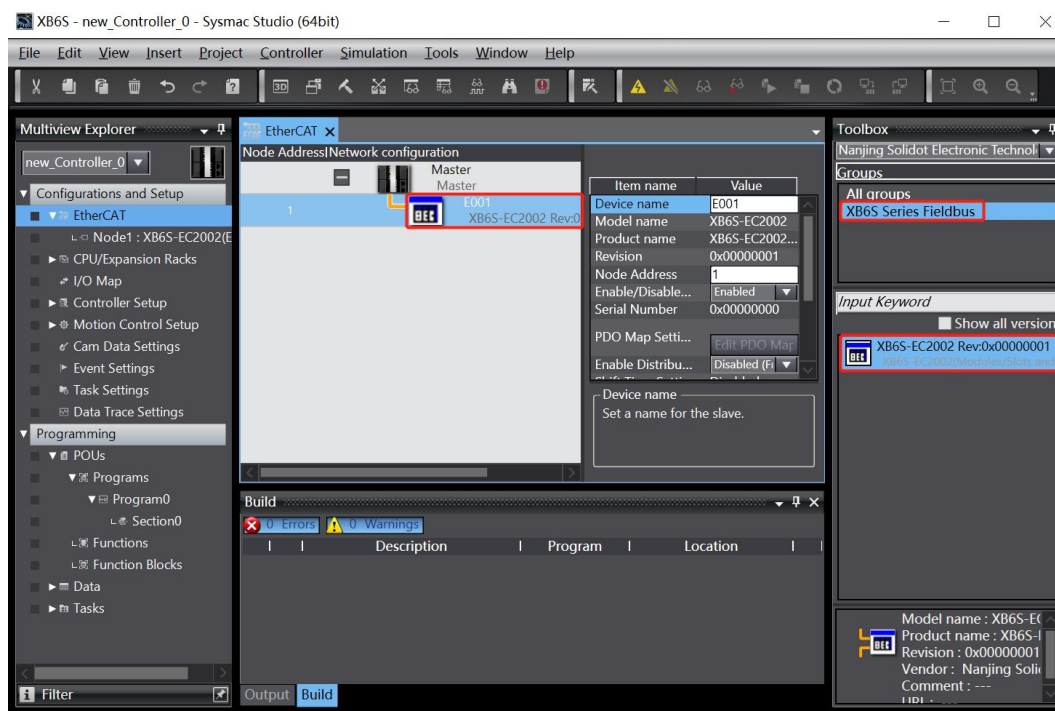 XB6S - new_Controller_0 - Sysmac Studio (64bit)
File Edit View Insert Project Controller Simulation Tools Window Help
Multiview Explorer
new_Controller_0
Configurations and Setup
EtherCAT
Node1 : XB6S-EC2002(E
CPU/Expansion Racks
I/O Map
Controller Setup
Motion Control Setup
Cam Data Settings
Event Settings
Task Settings
Data Trace Settings
Programming
POUs
Programs
Program0
Section0
Functions
Function Blocks
Data
Tasks
Filter
EtherCAT
Node Address|Network configuration
Master
Master
1
E001
XB6S-EC2002 Rev:0
Item name Value
Device name E001
Model name XB6S-EC2002
Product name XB6S-EC2002...
Revision 0x00000001
Node Address 1
Enable/Disable... Enabled
Serial Number 0x00000000
PDO Map Setti... Edit PDO Map
Enable Distribu... Disabled (Fr
Device name
Set a name for the slave.
Build
0 Errors 0 Warnings
Description | Program | Location
Output Build
Toolbox
Nanjing Solidot Electronic Technol
Groups
All groups
XB6S Series Fieldbus
Input Keyword
Show all version
XB6S-EC2002 Rev:0x00000001
XB6S-EC2002(Modules/Slots and
Model name : XB6S-E
Product name : XB6S-
Revision : 0x00000001
Vendor : Nanjing Soli
Comment : ---